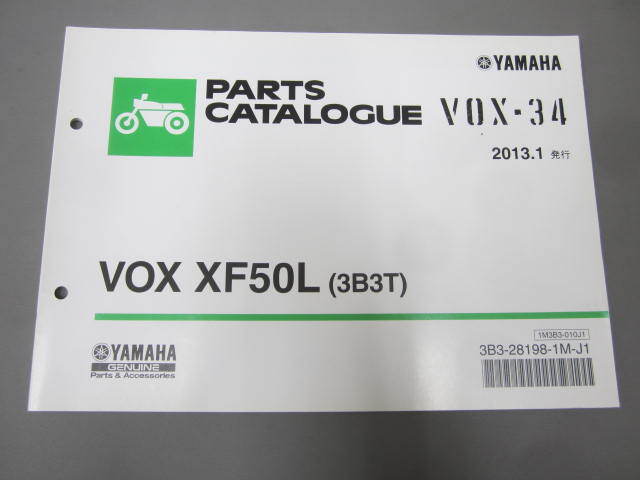 YAMAHA
PARTS
CATALOGUE VOX-34
2013.1 発行
VOX XF50L (3B3T)
1M3B3-010J1
YAMAHA 3B3-28198-1M-J1
GENUINE
Parts & Accessories